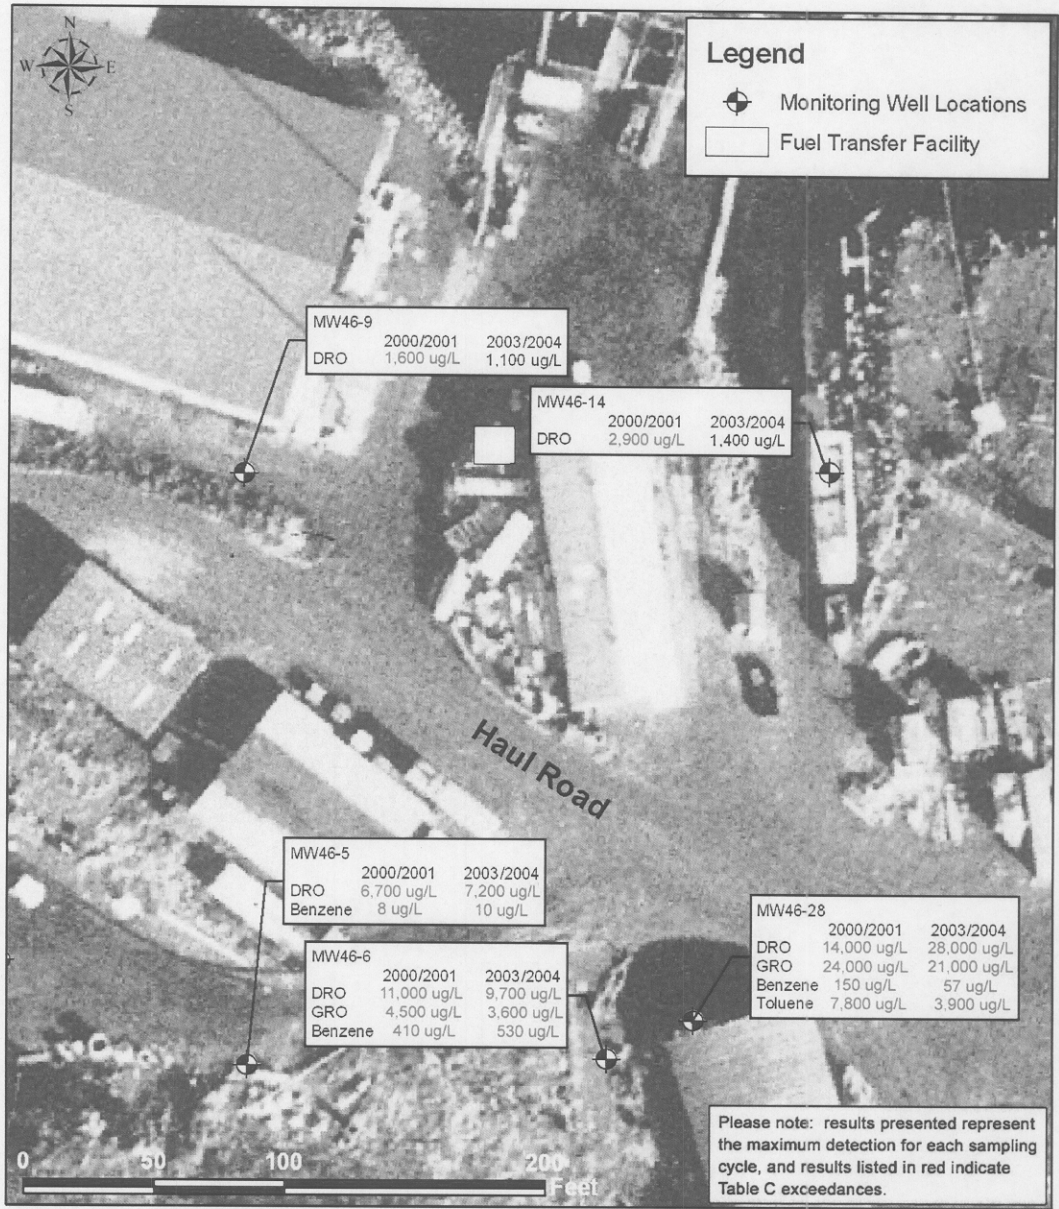 N
W E
S
Legend
Monitoring Well Locations
Fuel Transfer Facility
MW46-9
2000/2001 2003/2004
DRO 1,600 ug/L 1,100 ug/L
MW46-14
2000/2001 2003/2004
DRO 2,900 ug/L 1,400 ug/L
Haul Road
MW46-5
2000/2001 2003/2004
DRO 6,700 ug/L 7,200 ug/L
Benzene 8 ug/L 10 ug/L
MW46-6
2000/2001 2003/2004
DRO 11,000 ug/L 9,700 ug/L
GRO 4,500 ug/L 3,600 ug/L
Benzene 410 ug/L 530 ug/L
MW46-28
2000/2001 2003/2004
DRO 14,000 ug/L 28,000 ug/L
GRO 24,000 ug/L 21,000 ug/L
Benzene 150 ug/L 57 ug/L
Toluene 7,800 ug/L 3,900 ug/L
Please note: results presented represent
the maximum detection for each sampling
cycle, and results listed in red indicate
Table C exceedances.
0 50 100 200
Feet